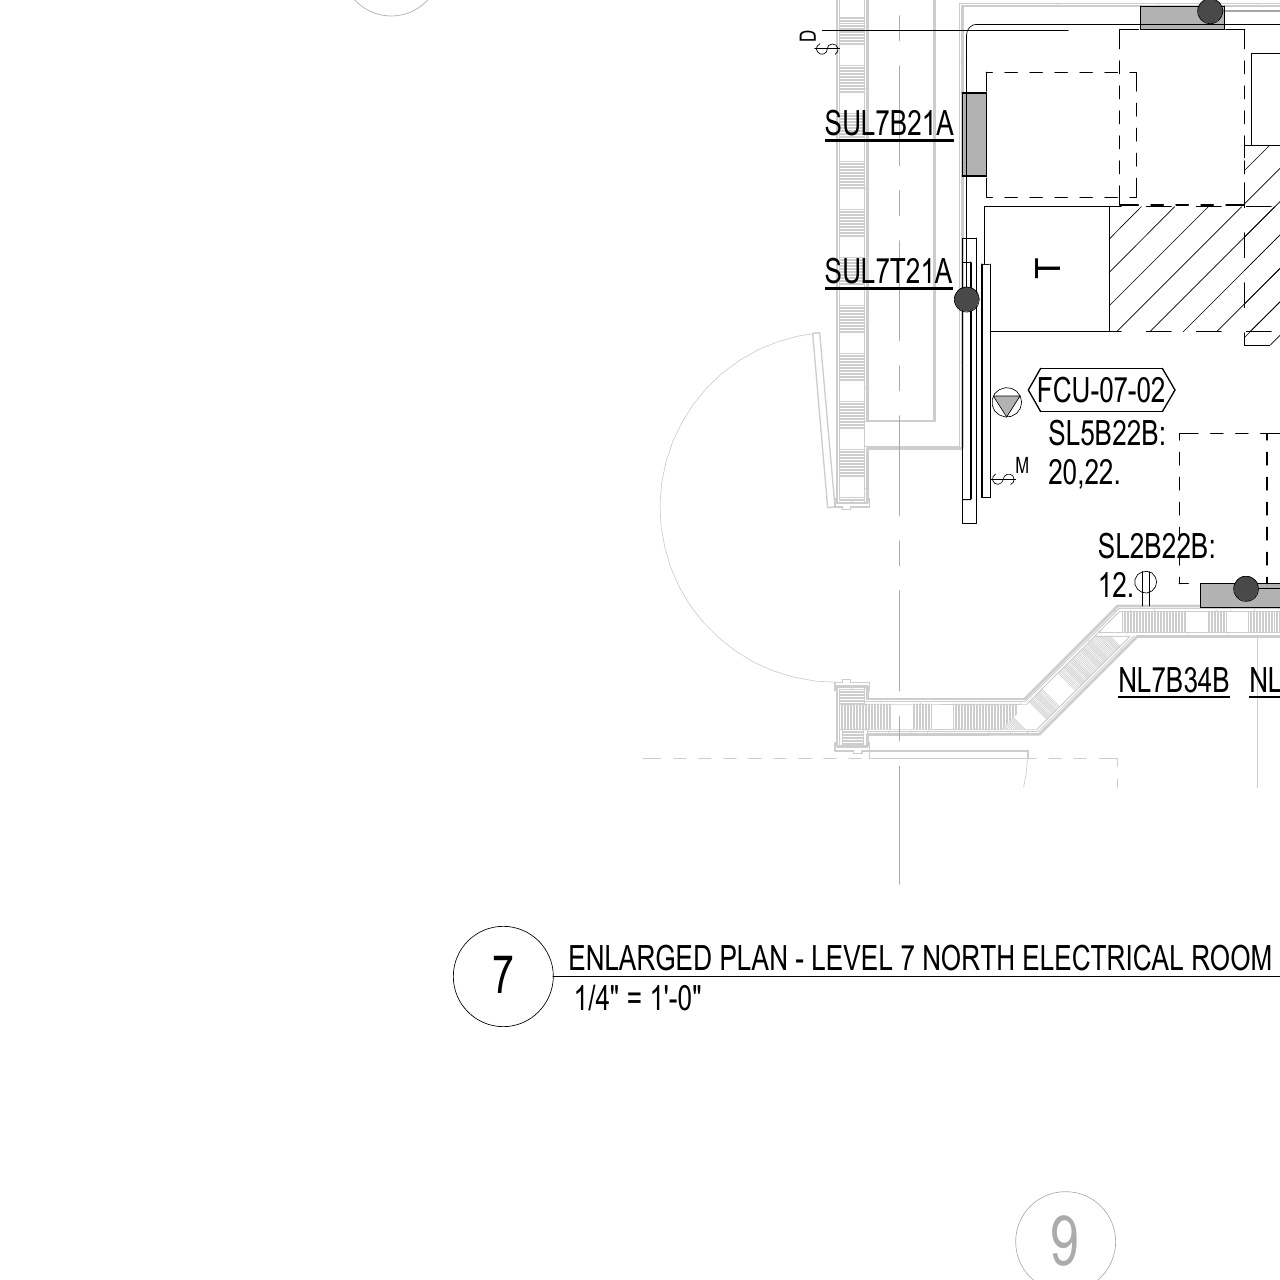 D
$
SUL7B21A
SUL7T21A
T
FCU-07-02
SL5B22B:
20,22.
$ M
SL2B22B:
12.
NL7B34B NL
7 ENLARGED PLAN - LEVEL 7 NORTH ELECTRICAL ROOM
1/4" = 1'-0"
9